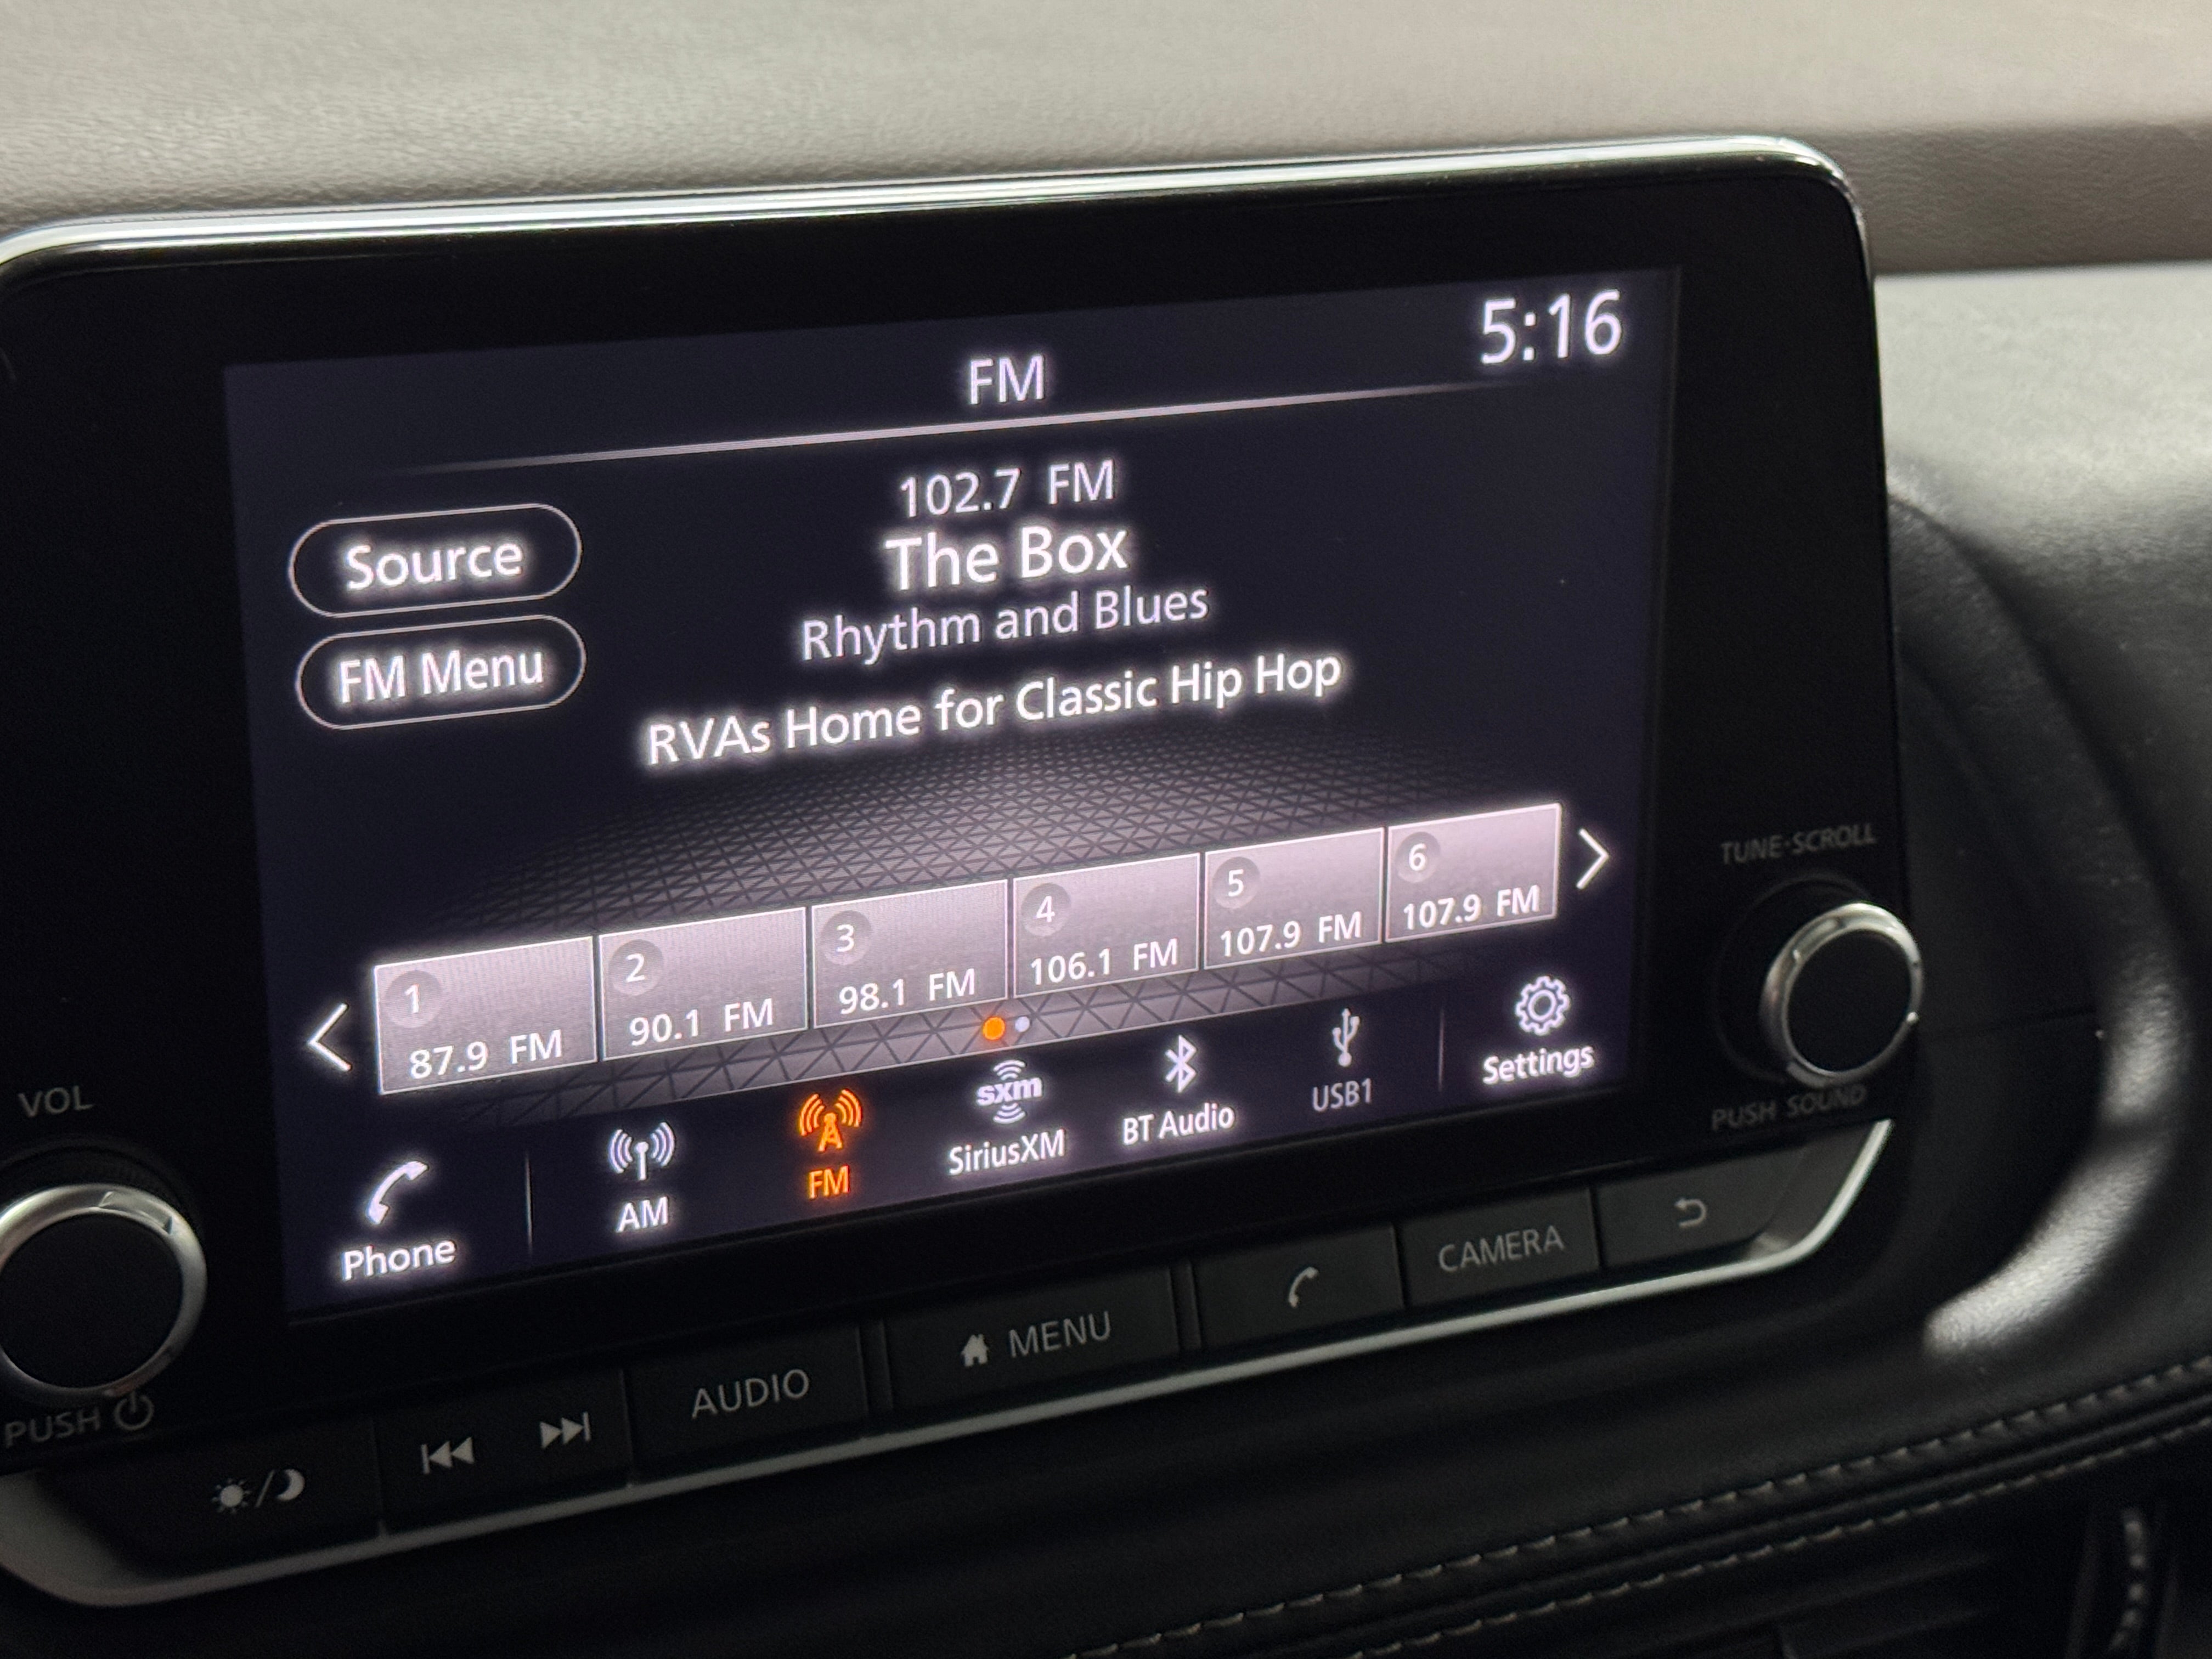 5:16
FM
102.7 FM
The Box
Rhythm and Blues
RVAs Home for Classic Hip Hop
Source
FM Menu
1
87.9 FM
2
90.1 FM
3
98.1 FM
4
106.1 FM
5
107.9 FM
6
107.9 FM
Phone
AM
FM
sxm
SiriusXM
BT Audio
USB1
Settings
VOL
PUSH
TUNE·SCROLL
PUSH SOUND
AUDIO
MENU
CAMERA